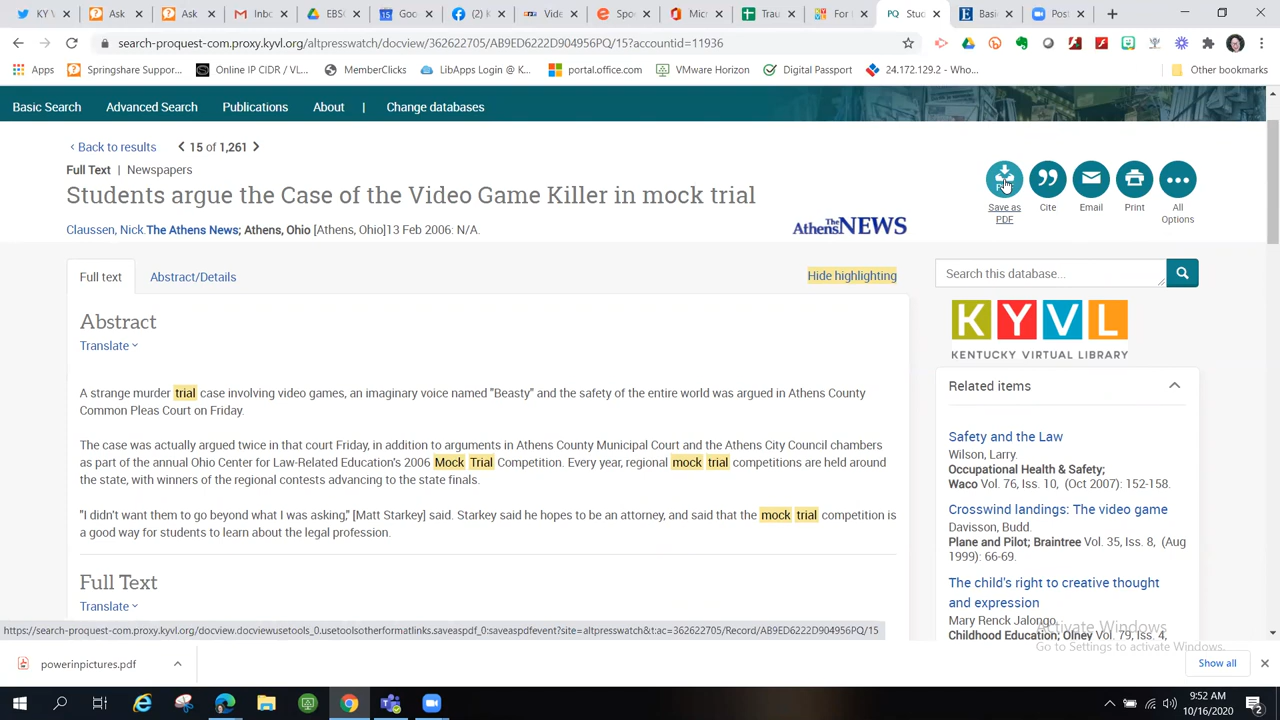 KY V
Ask
Ask
Inbo
EBS
Goo
(2) K
Vide
Spo
Micr
Trau
For
PQ Stud
Basic
Post
search-proquest-com.proxy.kyvl.org/altpresswatch/docview/362622705/AB9ED6222D904956PQ/15?accountid=11936
Apps
Springshare Suppor...
Online IP CIDR / VL...
MemberClicks
LibApps Login @ K...
portal.office.com
VMware Horizon
Digital Passport
24.172.129.2 - Who...
Other bookmarks
Basic Search Advanced Search Publications About | Change databases
‹ Back to results < 15 of 1,261 >
Full Text | Newspapers
Students argue the Case of the Video Game Killer in mock trial
Claussen, Nick. The Athens News; Athens, Ohio [Athens, Ohio]13 Feb 2006: N/A.
The Athens NEWS
Save as PDF
Cite
Email
Print
All Options
Full text Abstract/Details Hide highlighting
Search this database...
Abstract
Translate
A strange murder trial case involving video games, an imaginary voice named "Beasty" and the safety of the entire world was argued in Athens County
Common Pleas Court on Friday.
The case was actually argued twice in that court Friday, in addition to arguments in Athens County Municipal Court and the Athens City Council chambers
as part of the annual Ohio Center for Law-Related Education's 2006 Mock Trial Competition. Every year, regional mock trial competitions are held around
the state, with winners of the regional contests advancing to the state finals.
"I didn't want them to go beyond what I was asking," [Matt Starkey] said. Starkey said he hopes to be an attorney, and said that the mock trial competition is
a good way for students to learn about the legal profession.
Full Text
Translate
KYVL
KENTUCKY VIRTUAL LIBRARY
Related items
Safety and the Law
Wilson, Larry.
Occupational Health & Safety;
Waco Vol. 76, Iss. 10, (Oct 2007): 152-158.
Crosswind landings: The video game
Davisson, Budd.
Plane and Pilot; Braintree Vol. 35, Iss. 8, (Aug
1999): 66-69.
The child's right to creative thought
and expression
Mary Renck Jalongo.
Childhood Education; Olney Vol. 79, Iss. 4,
Activate Windows
Go to Settings to activate Windows.
https://search-proquest-com.proxy.kyvl.org/docview.docviewusetools_0.usetoolsotherformatlinks.saveaspdf_0:saveaspdfevent?site=altpresswatch&t:ac=362622705/Record/AB9ED6222D904956PQ/15
powerinpictures.pdf
Show all
9:52 AM
10/16/2020
2